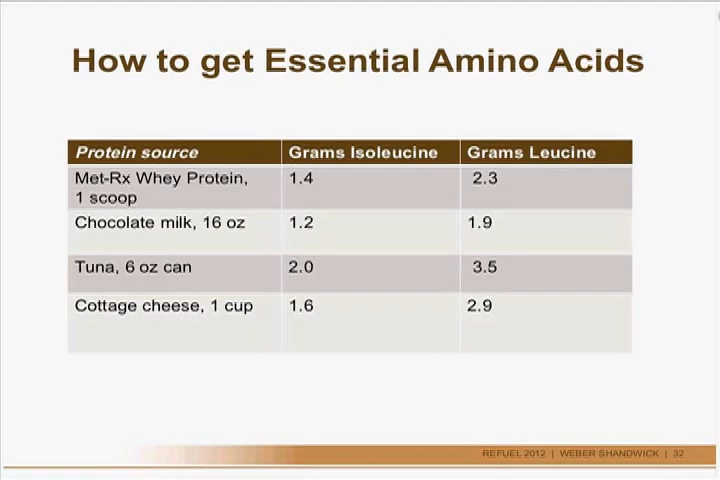 How to get Essential Amino Acids
Protein source Grams Isoleucine Grams Leucine
Met-Rx Whey Protein, 1.4 2.3
1 scoop
Chocolate milk, 16 oz 1.2 1.9
Tuna, 6 oz can 2.0 3.5
Cottage cheese, 1 cup 1.6 2.9
REFUEL 2012 | WEBER SHANDWICK | 32